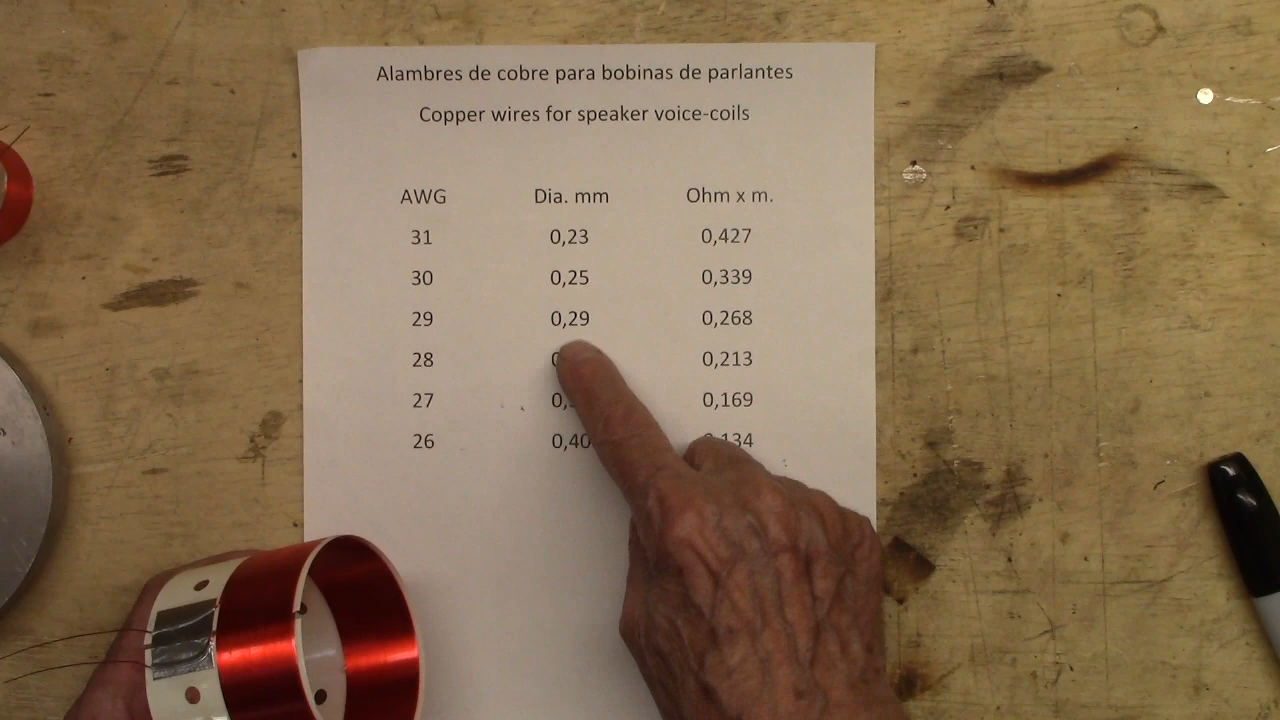 Alambres de cobre para bobinas de parlantes
Copper wires for speaker voice-coils
AWG Dia. mm Ohm x m.
31 0,23 0,427
30 0,25 0,339
29 0,29 0,268
28 0,213
27 0,169
26 0,40 134